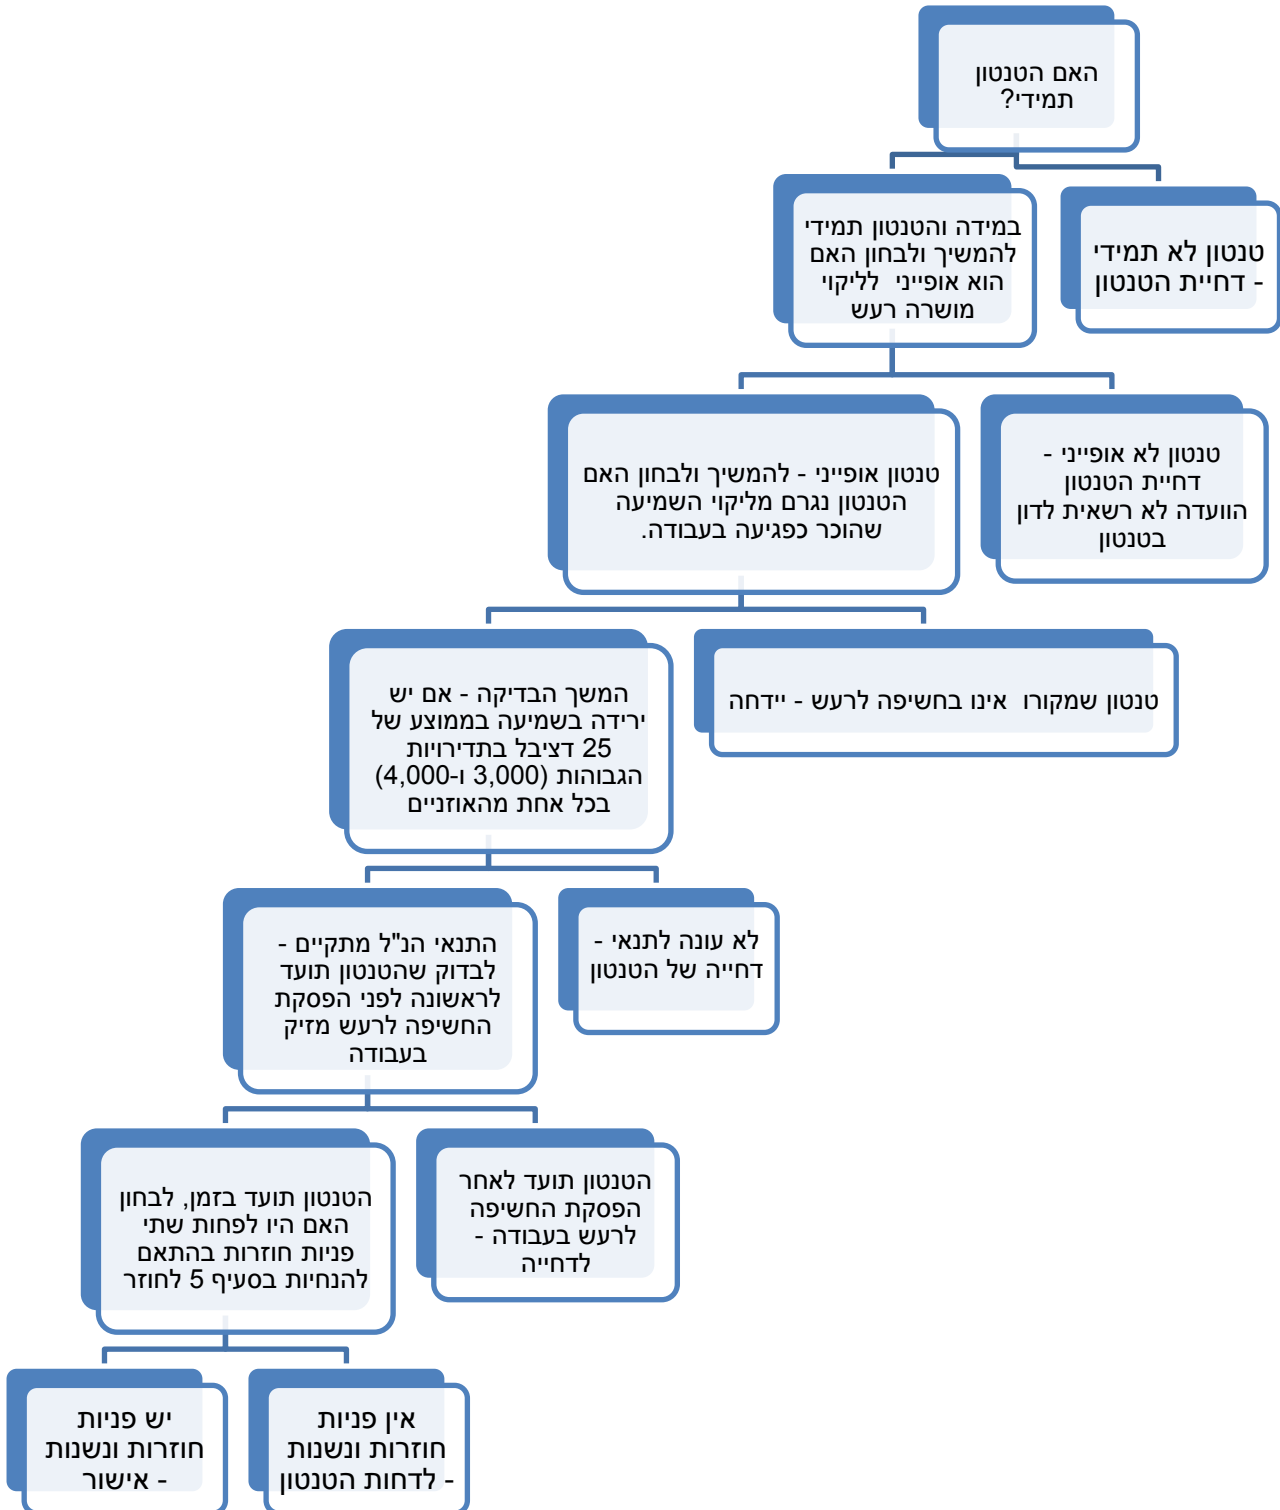 האם הטנטון
תמידי?
טנטון לא תמידי
- דחיית הטנטון
במידה והטנטון תמידי
להמשיך ולבחון האם
הוא אופייני לליקוי
מושרה רעש
טנטון לא אופייני -
דחיית הטנטון
הוועדה לא רשאית לדון
בטנטון
טנטון אופייני - להמשיך ולבחון האם
הטנטון נגרם מליקוי השמיעה
שהוכר כפגיעה בעבודה.
טנטון שמקורו אינו בחשיפה לרעש - יידחה
המשך הבדיקה - אם יש
ירידה בשמיעה בממוצע של
25 דציבל בתדירויות
הגבוהות (3,000 ו-4,000)
בכל אחת מהאוזניים
לא עונה לתנאי -
דחייה של הטנטון
התנאי הנ"ל מתקיים -
לבדוק שהטנטון תועד
לראשונה לפני הפסקת
החשיפה לרעש מזיק
בעבודה
הטנטון תועד לאחר
הפסקת החשיפה
לרעש בעבודה -
לדחייה
הטנטון תועד בזמן, לבחון
האם היו לפחות שתי
פניות חוזרות בהתאם
להנחיות בסעיף 5 לחוזר
אין פניות
חוזרות ונשנות
- לדחות הטנטון
יש פניות
חוזרות ונשנות
- אישור